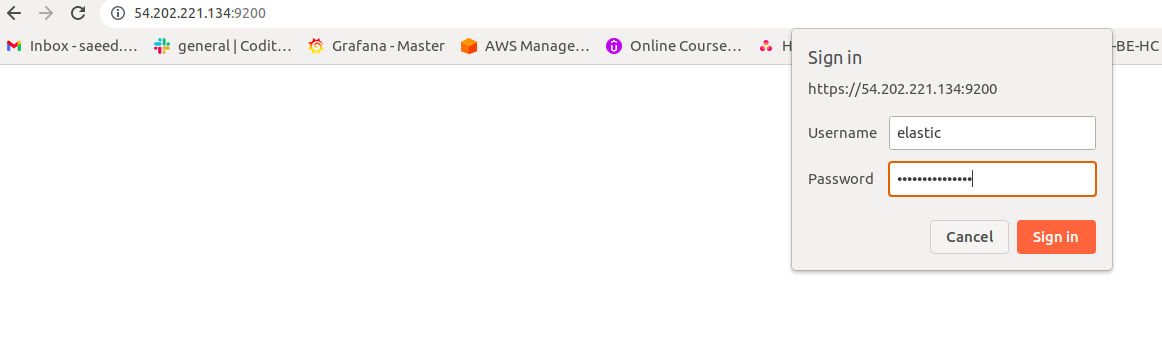 54.202.221.134:9200
Inbox - saeed.… general | Codit… Grafana - Master AWS Manage… Online Course… H -BE-HC
Sign in
https://54.202.221.134:9200
Username elastic
Password •••••••••••••••
Cancel Sign in